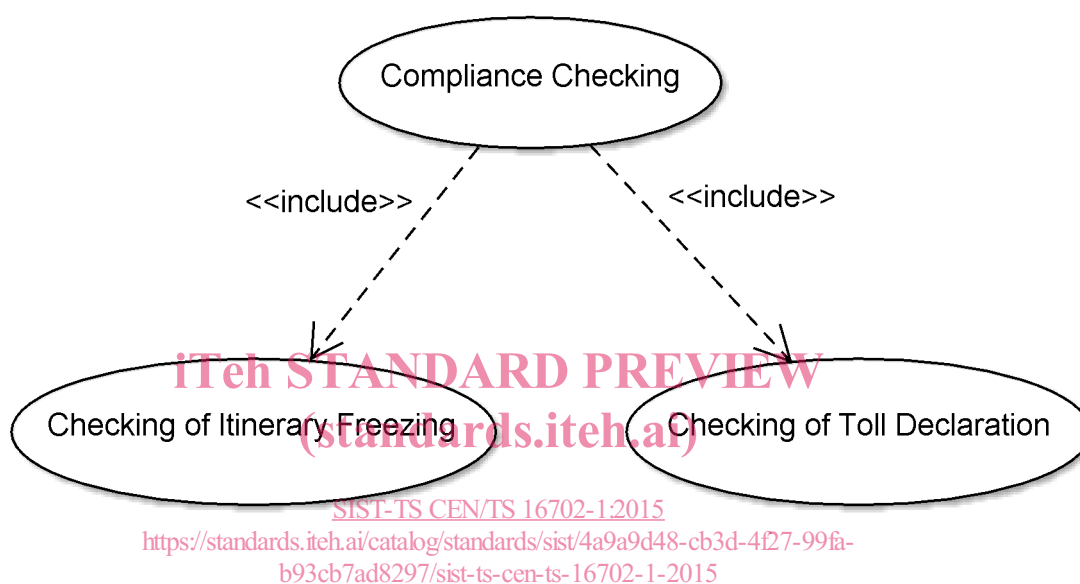 Compliance Checking
<<include>> <<include>>
iTeh STANDARD PREVIEW
Checking of Itinerary Freezing Checking of Toll Declaration
(standards.iteh.ai)
SIST-TS CEN/TS 16702-1:2015
https://standards.iteh.ai/catalog/standards/sist/4a9a9d48-cb3d-4f27-99fa-
b93cb7ad8297/sist-ts-cen-ts-16702-1-2015